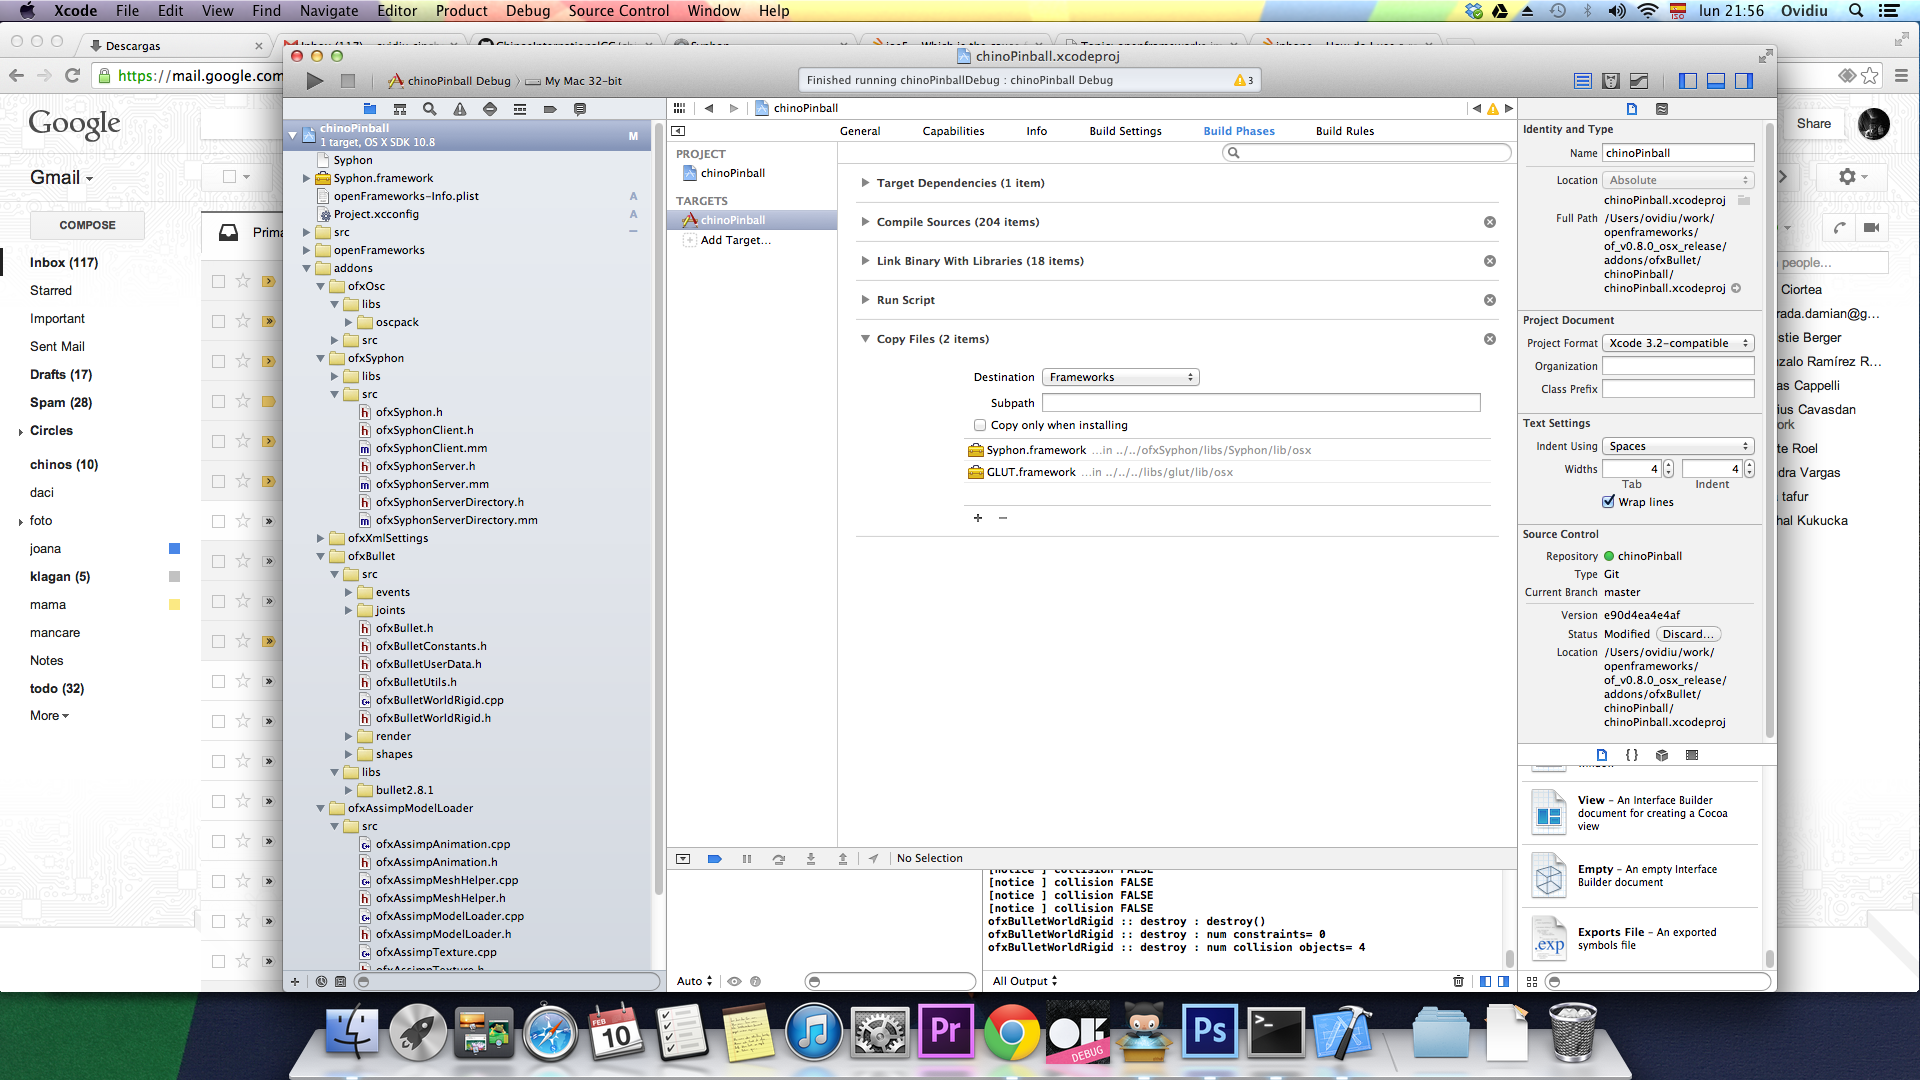 Xcode File Edit View Find Navigate Editor Product Debug Source Control Window Help
ISO lun 21:56 Ovidiu
Descargas
https://mail.google.com
Google
Share
Gmail
COMPOSE
Inbox (117)
Starred
Important
Sent Mail
Drafts (17)
Spam (28)
Circles
chinos (10)
daci
foto
joana
klagan (5)
mama
mancare
Notes
todo (32)
More
Prima
chinoPinball.xcodeproj
chinoPinball Debug My Mac 32-bit
Finished running chinoPinballDebug : chinoPinball Debug
3
chinoPinball
1 target, OS X SDK 10.8
M
Syphon
Syphon.framework
openFrameworks-Info.plist A
Project.xcconfig A
src
openFrameworks
addons
ofxOsc
libs
oscpack
src
ofxSyphon
libs
src
ofxSyphon.h
ofxSyphonClient.h
ofxSyphonClient.mm
ofxSyphonServer.h
ofxSyphonServer.mm
ofxSyphonServerDirectory.h
ofxSyphonServerDirectory.mm
ofxXmlSettings
ofxBullet
src
events
joints
ofxBullet.h
ofxBulletConstants.h
ofxBulletUserData.h
ofxBulletUtils.h
ofxBulletWorldRigid.cpp
ofxBulletWorldRigid.h
render
shapes
libs
bullet2.8.1
ofxAssimpModelLoader
src
ofxAssimpAnimation.cpp
ofxAssimpAnimation.h
ofxAssimpMeshHelper.cpp
ofxAssimpMeshHelper.h
ofxAssimpModelLoader.cpp
ofxAssimpModelLoader.h
ofxAssimpTexture.cpp
chinoPinball
General Capabilities Info Build Settings Build Phases Build Rules
PROJECT
chinoPinball
TARGETS
chinoPinball
Add Target...
Target Dependencies (1 item)
Compile Sources (204 items)
Link Binary With Libraries (18 items)
Run Script
Copy Files (2 items)
Destination Frameworks
Subpath
Copy only when installing
Syphon.framework ...in ../../ofxSyphon/libs/Syphon/lib/osx
GLUT.framework ...in ../../../libs/glut/lib/osx
No Selection
[notice ] collision FALSE
[notice ] collision FALSE
[notice ] collision FALSE
[notice ] collision FALSE
ofxBulletWorldRigid :: destroy : destroy()
ofxBulletWorldRigid :: destroy : num constraints= 0
ofxBulletWorldRigid :: destroy : num collision objects= 4
Auto
All Output
Identity and Type
Name chinoPinball
Location Absolute
chinoPinball.xcodeproj
Full Path /Users/ovidiu/work/
openframeworks/
of_v0.8.0_osx_release/
addons/ofxBullet/
chinoPinball/
chinoPinball.xcodeproj
Project Document
Project Format Xcode 3.2-compatible
Organization
Class Prefix
Text Settings
Indent Using Spaces
Widths 4 4
Tab Indent
Wrap lines
Source Control
Repository chinoPinball
Type Git
Current Branch master
Version e90d4ea4e4af
Status Modified Discard...
Location /Users/ovidiu/work/
openframeworks/
of_v0.8.0_osx_release/
addons/ofxBullet/
chinoPinball/
chinoPinball.xcodeproj
View – An Interface Builder
document for creating a Cocoa
view
Empty – An empty Interface
Builder document
.exp
Exports File – An exported
symbols file
people...
Ciortea
rada.damian@g...
stie Berger
nzalo Ramírez R...
as Cappelli
ius Cavasdan
ork
te Roel
ndra Vargas
a tafur
hal Kukucka
FEB
10
Pr
DEBUG
Ps